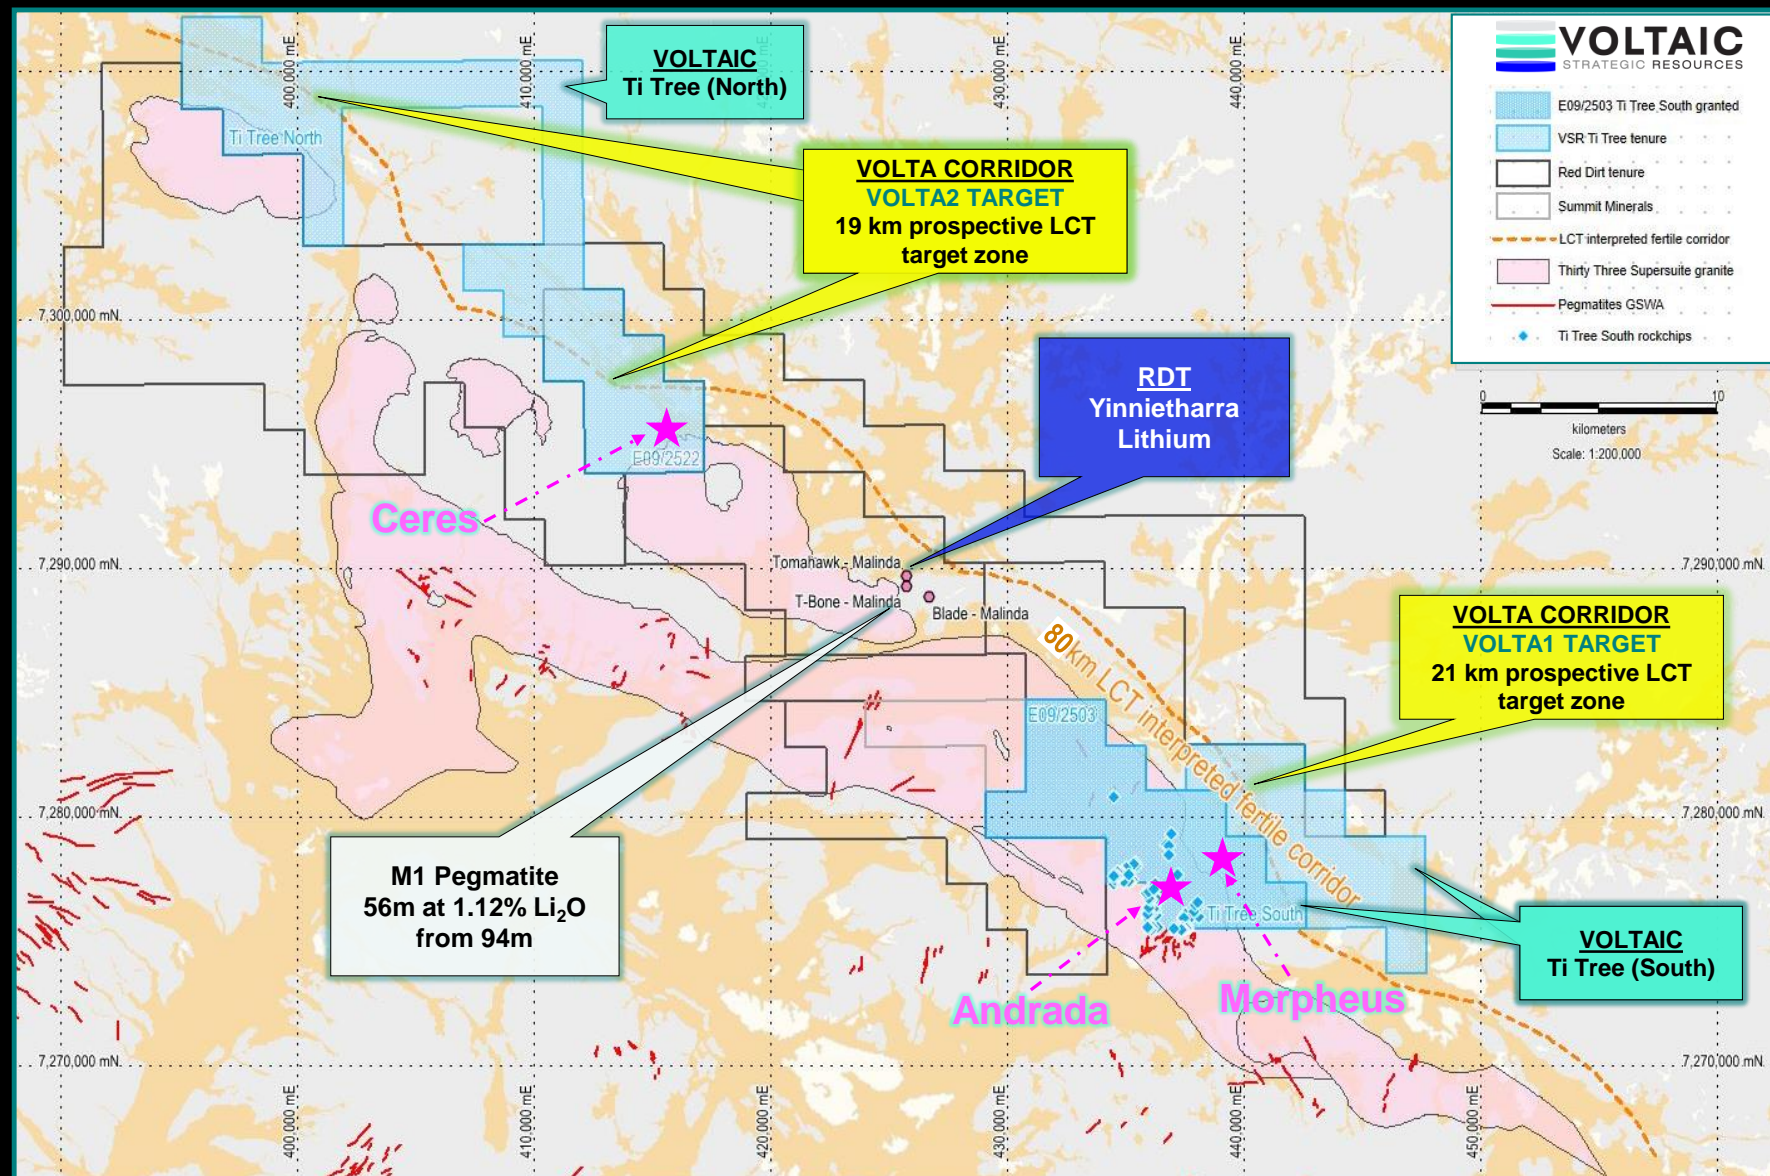 VOLTAIC
STRATEGIC RESOURCES
E09/2503 Ti Tree South granted
VSR Ti Tree tenure
Red Dirt tenure
Summit Minerals
LCT interpreted fertile corridor
Thirty Three Supersuite granite
Pegmatites GSWA
Ti Tree South rockchips
0
10
kilometers
Scale: 1:200,000
400,000 mE
410,000 mE
430,000 mE
440,000 mE
VOLTAIC
Ti Tree (North)
Ti Tree North
VOLTA CORRIDOR
VOLTA2 TARGET
19 km prospective LCT
target zone
7,300,000 mN.
7,300,000 mN.
RDT
Yinnietharra
Lithium
E09/2522
Ceres
7,290,000 mN.
7,290,000 mN.
Tomahawk - Malinda
T-Bone - Malinda
Blade - Malinda
80km LCT interpreted fertile corridor
VOLTA CORRIDOR
VOLTA1 TARGET
21 km prospective LCT
target zone
E09/2503
7,280,000 mN.
7,280,000 mN.
M1 Pegmatite
56m at 1.12% Li₂O
from 94m
Ti Tree South
VOLTAIC
Ti Tree (South)
Andrada
Morpheus
7,270,000 mN.
7,270,000 mN.
400,000 mE
410,000 mE
420,000 mE
430,000 mE
440,000 mE
450,000 mE